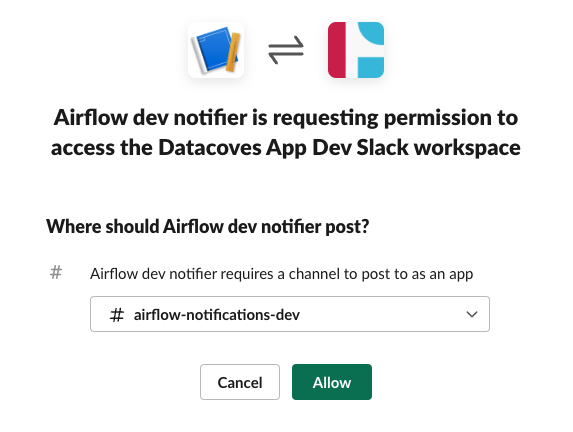 Airflow dev notifier is requesting permission to
access the Datacoves App Dev Slack workspace
Where should Airflow dev notifier post?
# Airflow dev notifier requires a channel to post to as an app
# airflow-notifications-dev
Cancel Allow